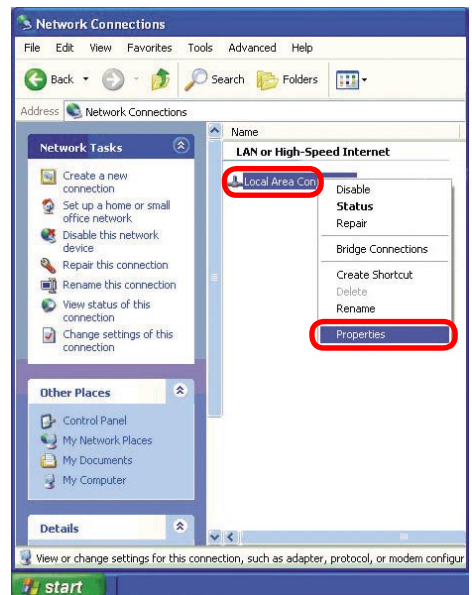 Network Connections
File Edit View Favorites Tools Advanced Help
Back Search Folders
Address Network Connections
Network Tasks
Create a new
connection
Set up a home or small
office network
Disable this network
device
Repair this connection
Rename this connection
View status of this
connection
Change settings of this
connection
Other Places
Control Panel
My Network Places
My Documents
My Computer
Details
Name
LAN or High-Speed Internet
Local Area Con
Disable
Status
Repair
Bridge Connections
Create Shortcut
Delete
Rename
Properties
View or change settings for this connection, such as adapter, protocol, or modem configur
start